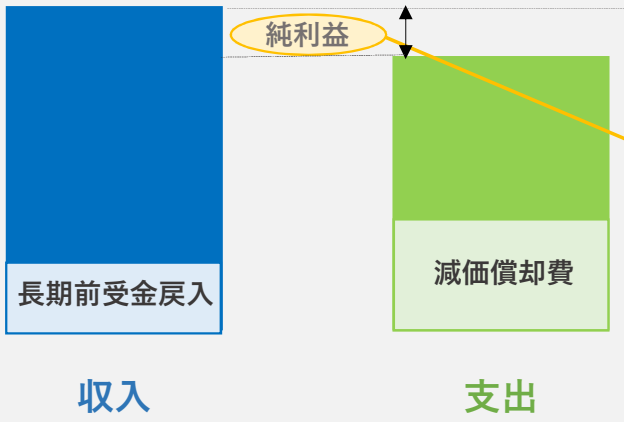 純利益
長期前受金戻入
減価償却費
収入
支出